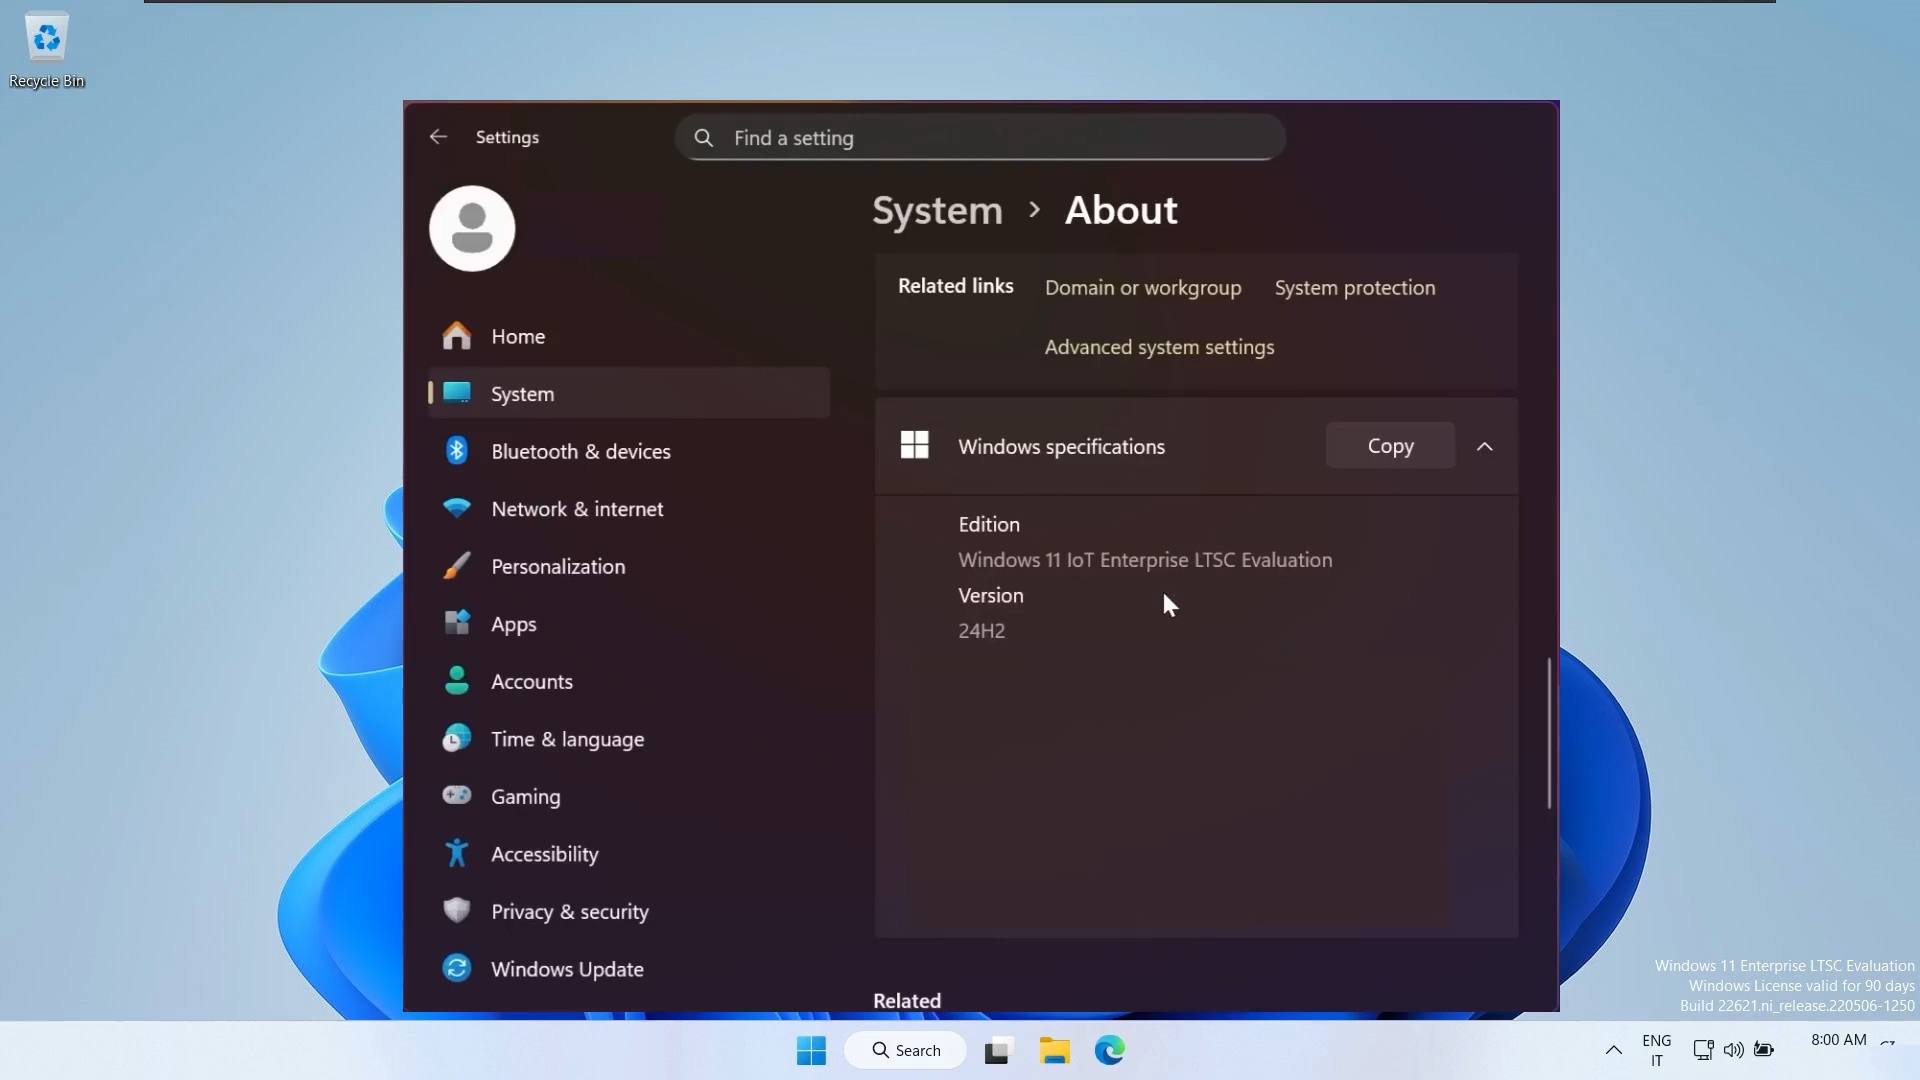 Recycle Bin
Settings
Find a setting
System > About
Related links Domain or workgroup System protection
Advanced system settings
Home
System
Bluetooth & devices
Network & internet
Personalization
Apps
Accounts
Time & language
Gaming
Accessibility
Privacy & security
Windows Update
Windows specifications Copy
Edition
Windows 11 IoT Enterprise LTSC Evaluation
Version
24H2
Related
Windows 11 Enterprise LTSC Evaluation
Windows License valid for 90 days
Build 22621.ni_release.220506-1250
Search
ENG
IT
8:00 AM